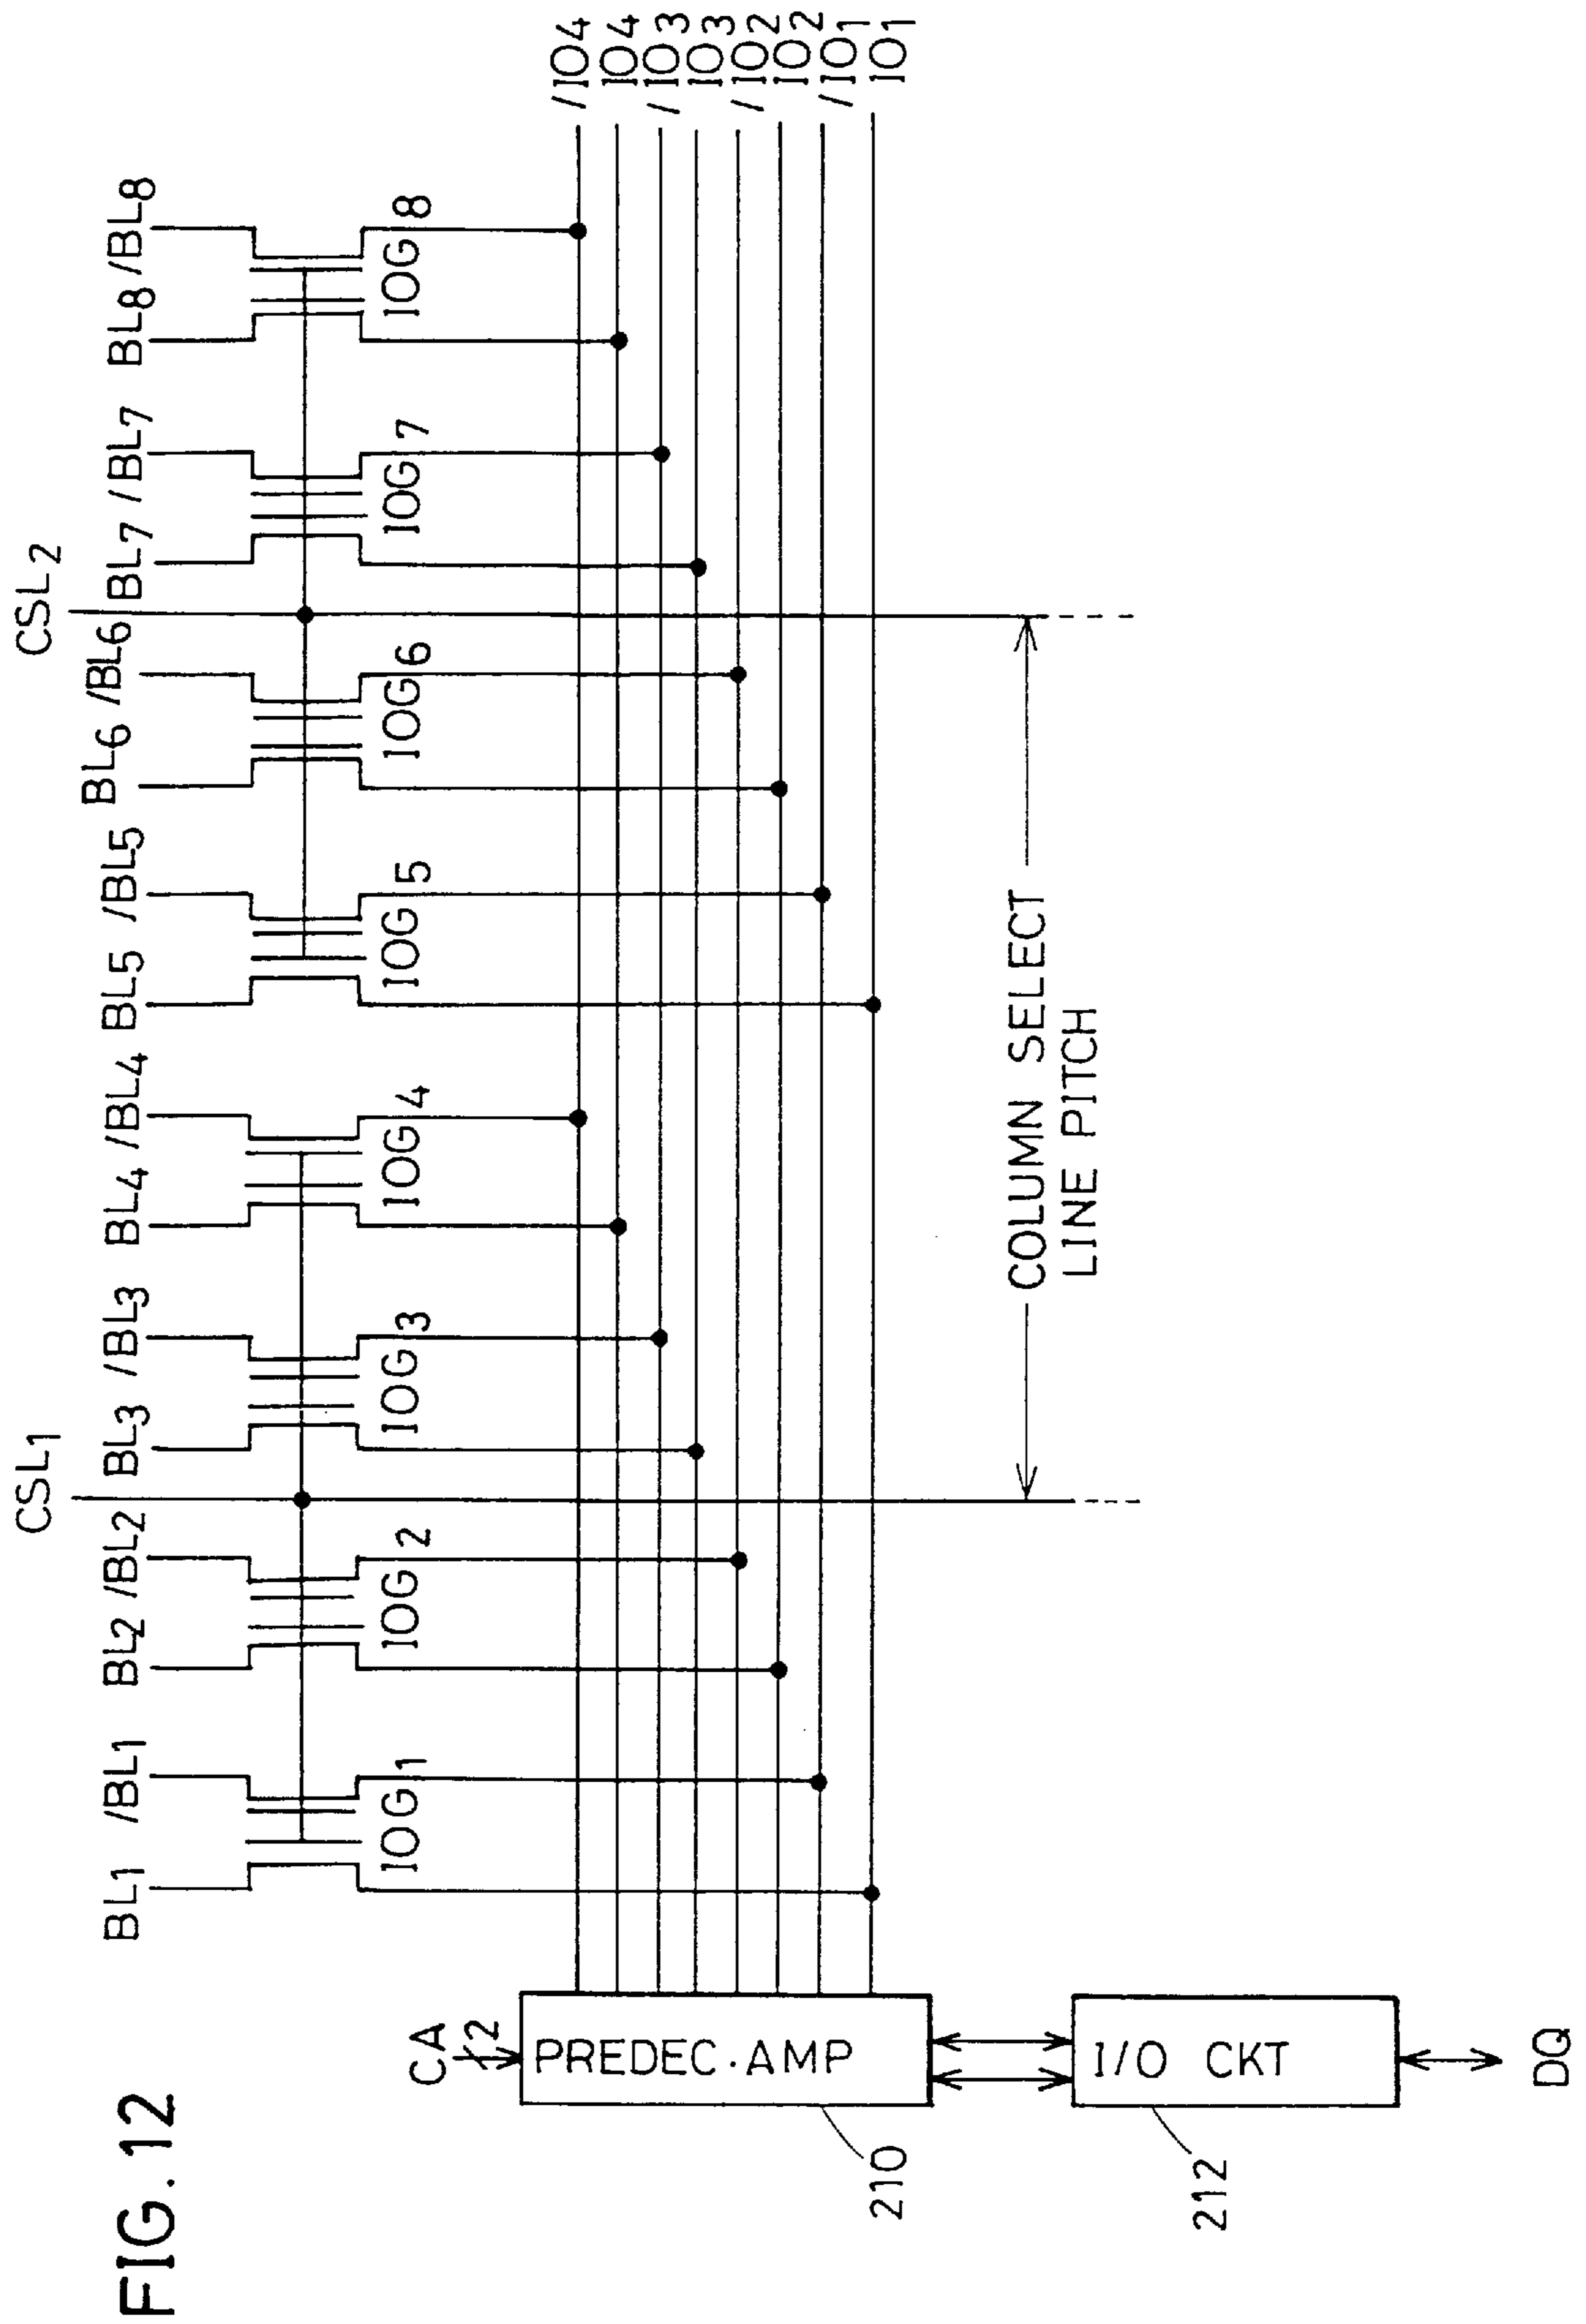 FIG. 12
CSL1
CSL2
BL1 /BL1 BL2 /BL2 BL3 /BL3 BL4 /BL4 BL5 /BL5 BL6 /BL6 BL7 /BL7 BL8 /BL8
IOG1 IOG2 IOG3 IOG4 IOG5 IOG6 IOG7 IOG8
CA
2
PREDEC·AMP
210
/IO4
IO4
/IO3
IO3
/IO2
IO2
/IO1
IO1
COLUMN SELECT
LINE PITCH
I/O CKT
212
DQ